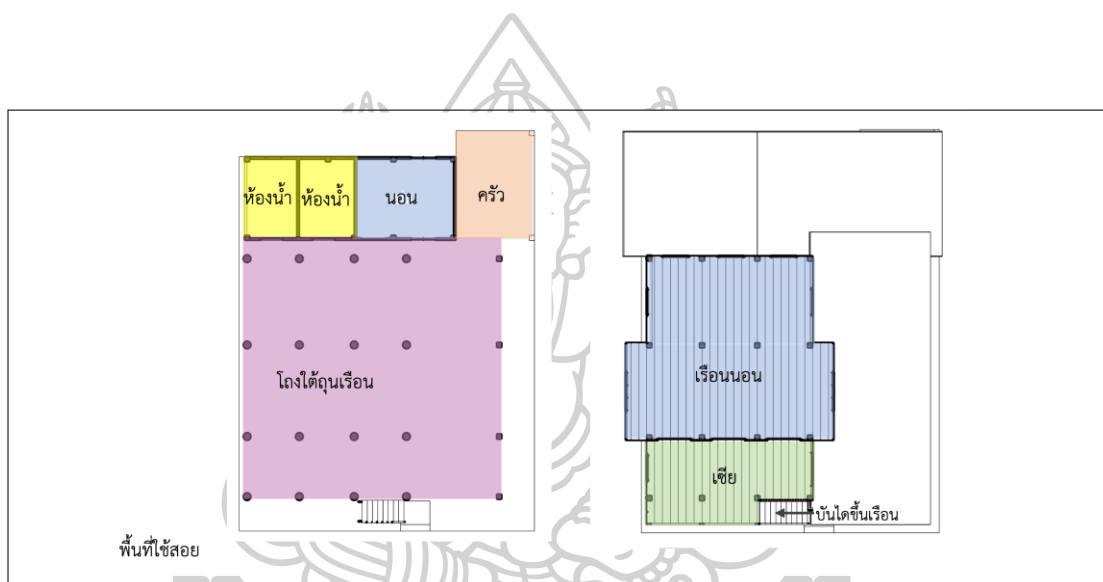 ห้องน้ำ ห้องน้ำ นอน ครัว
โถงใต้ถุนเรือน
เรือนนอน
เซีย
บันไดขึ้นเรือน
พื้นที่ใช้สอย